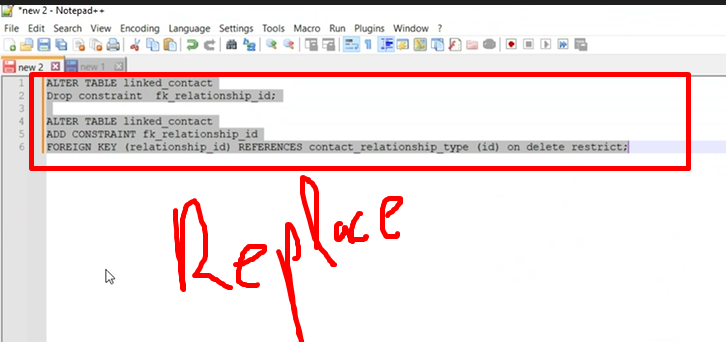 *new 2 - Notepad++
File Edit Search View Encoding Language Settings Tools Macro Run Plugins Window ?
new 2 new 1
1 ALTER TABLE linked_contact
2 Drop constraint  fk_relationship_id;
3
4 ALTER TABLE linked_contact
5 ADD CONSTRAINT fk_relationship_id
6 FOREIGN KEY (relationship_id) REFERENCES contact_relationship_type (id) on delete restrict;
Replace